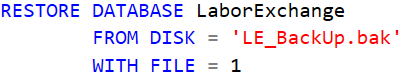 RESTORE DATABASE LaborExchange
FROM DISK = 'LE_BackUp.bak'
WITH FILE = 1